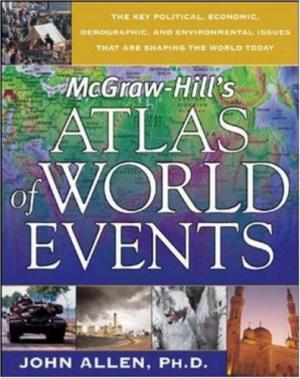 THE KEY POLITICAL, ECONOMIC,
DEMOGRAPHIC, AND ENVIRONMENTAL ISSUES
THAT ARE SHAPING THE WORLD TODAY
McGraw-Hill's
ATLAS
of WORLD
EVENTS
JOHN ALLEN, PH.D.